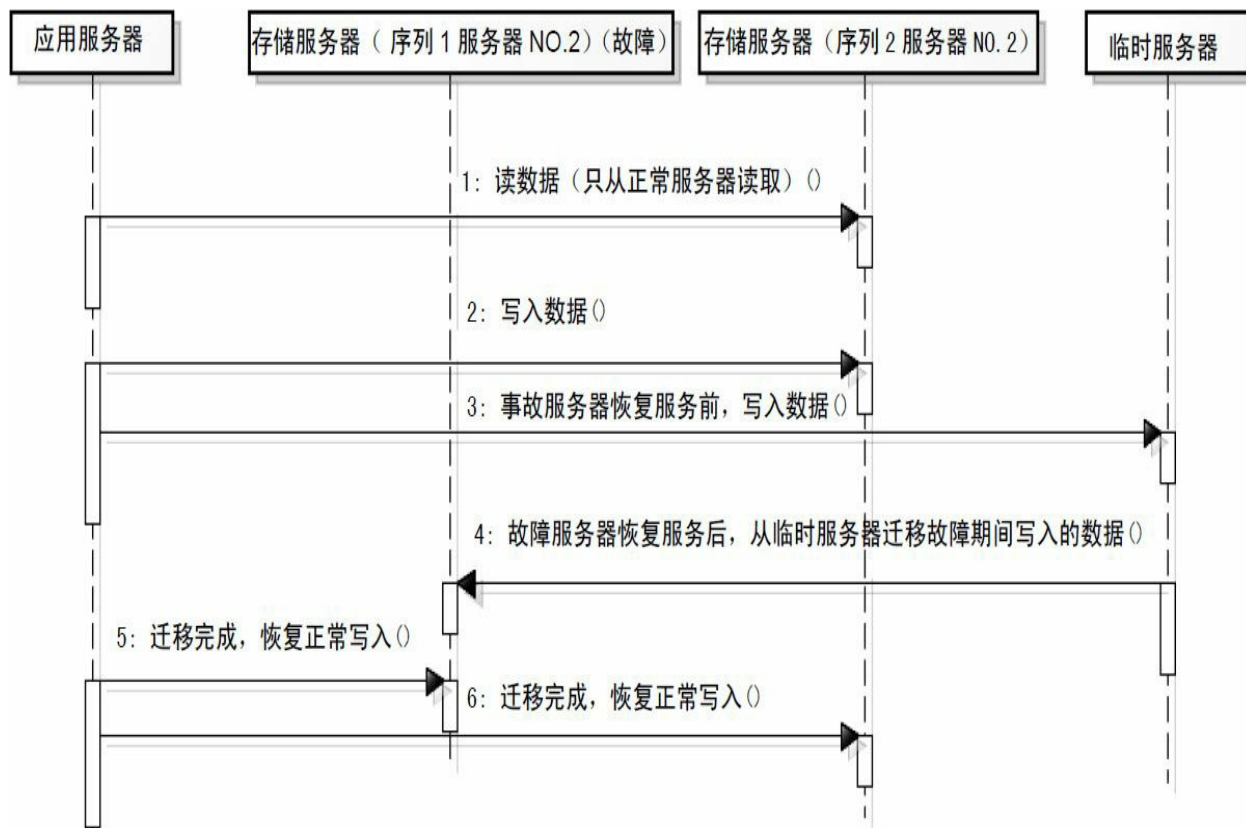 应用服务器
存储服务器（序列1服务器NO.2）(故障）
存储服务器（序列2服务器NO.2）
临时服务器
1: 读数据（只从正常服务器读取）()
2: 写入数据()
3: 事故服务器恢复服务前，写入数据()
4: 故障服务器恢复服务后，从临时服务器迁移故障期间写入的数据()
5: 迁移完成，恢复正常写入()
6: 迁移完成，恢复正常写入()